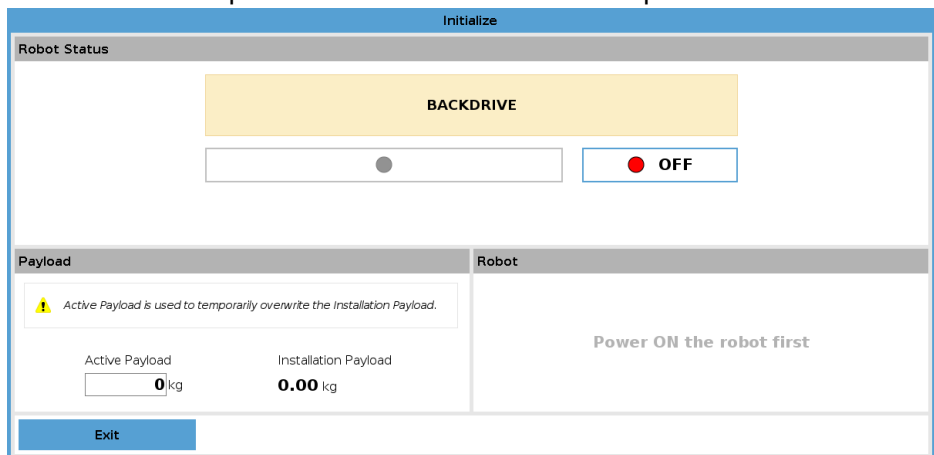 Initialize
Robot Status
BACKDRIVE
OFF
Payload
Robot
Active Payload is used to temporarily overwrite the Installation Payload.
Power ON the robot first
Active Payload Installation Payload
0 kg 0.00 kg
Exit